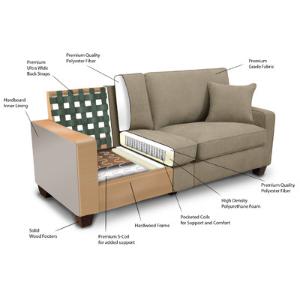 Premium Quality
Polyester Fiber
Premium
Ultra Wide
Back Straps
Premium
Grade Fabric
Hardboard
Inner Lining
Premium Quality
Polyester Fiber
High Density
Polyurethane Foam
Pocketed Coils
for Support and Comfort
Hardwood Frame
Solid
Wood Footers
Premium S-Coil
for added support